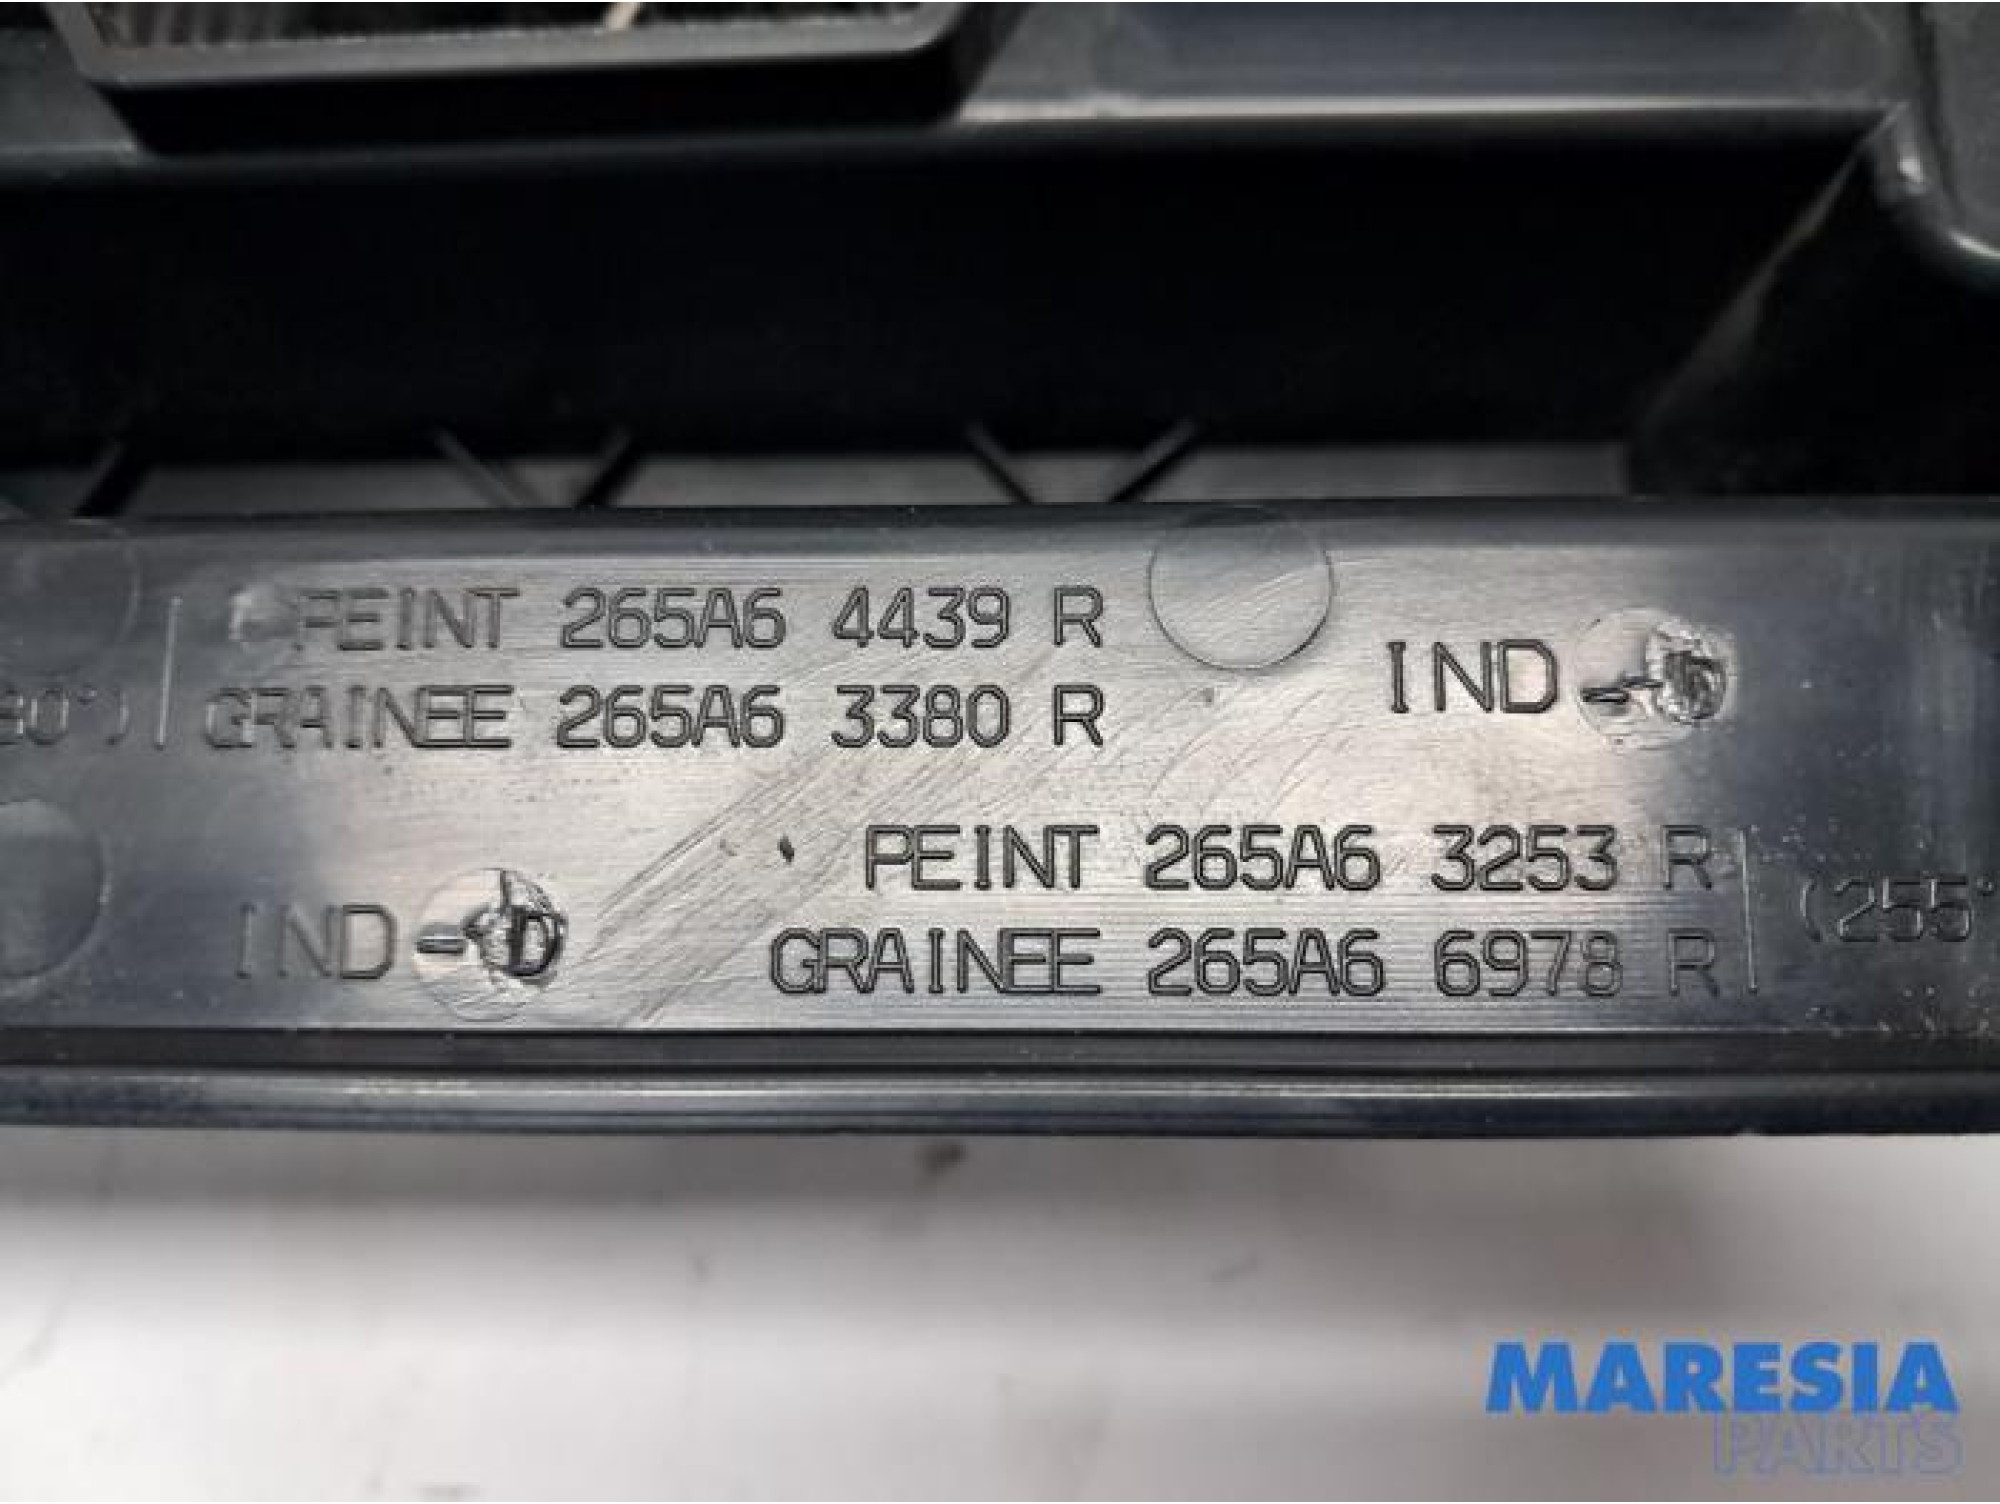 PEINT 265A6 4439 R
GRAINEE 265A6 3380 R
IND-
PEINT 265A6 3253 R
GRAINEE 265A6 6978 R
IND-D
(255°
MARESIA
PARTS